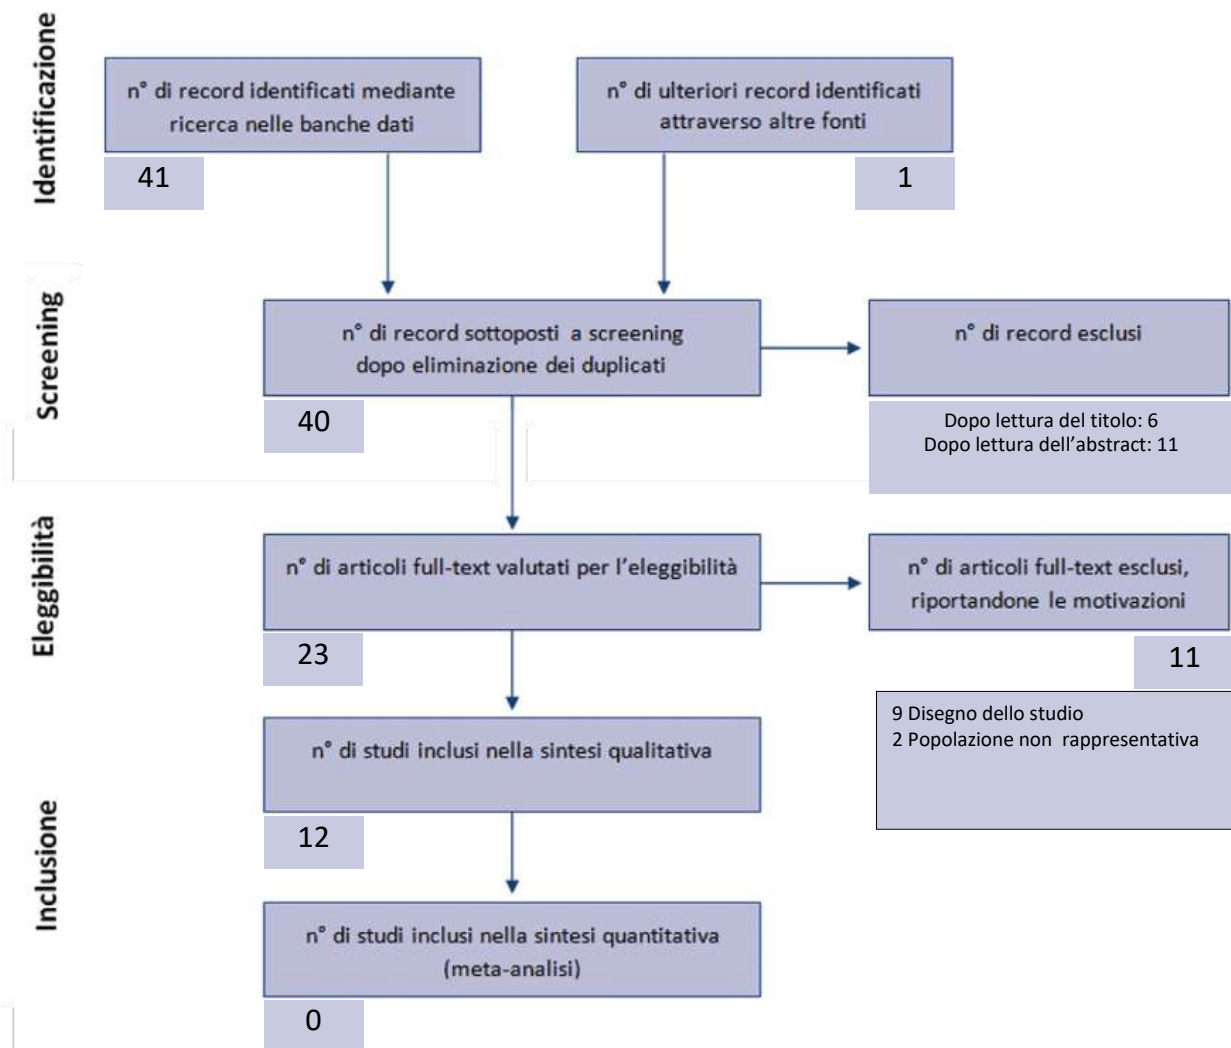 Identificazione
n° di record identificati mediante
ricerca nelle banche dati
41
n° di ulteriori record identificati
attraverso altre fonti
1
Screening
n° di record sottoposti a screening
dopo eliminazione dei duplicati
40
n° di record esclusi
Dopo lettura del titolo: 6
Dopo lettura dell’abstract: 11
Eleggibilità
n° di articoli full-text valutati per l’eleggibilità
23
n° di articoli full-text esclusi,
riportandone le motivazioni
11
9 Disegno dello studio
2 Popolazione non rappresentativa
Inclusione
n° di studi inclusi nella sintesi qualitativa
12
n° di studi inclusi nella sintesi quantitativa
(meta-analisi)
0